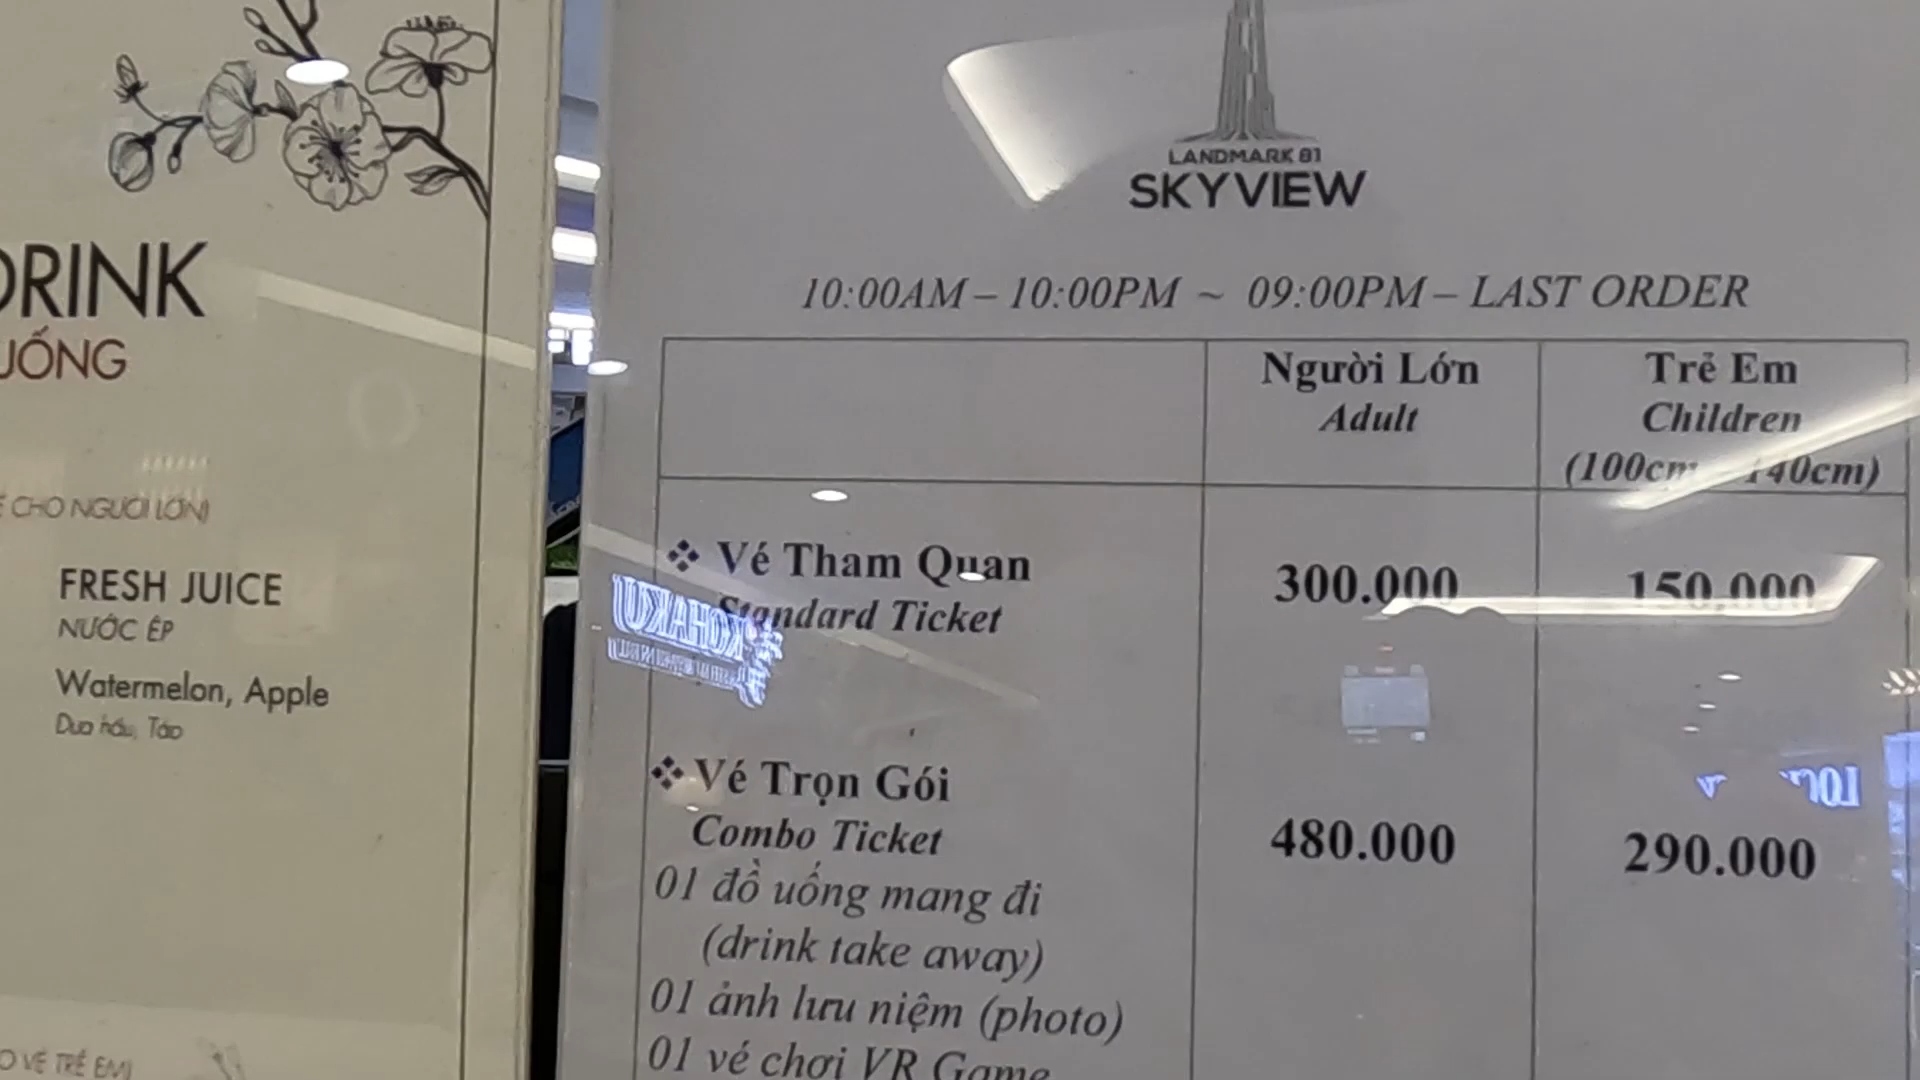 DRINK
UỐNG
CHO NGƯỜI LỚN)
FRESH JUICE
NƯỚC ÉP
Watermelon, Apple
Dưa hấu, Táo
VÉ TRẺ EM)
LANDMARK 81
SKYVIEW
10:00AM – 10:00PM ~ 09:00PM – LAST ORDER
Người Lớn
Adult
Trẻ Em
Children
(100cm - 140cm)
❖ Vé Tham Quan
Standard Ticket
300.000
150.000
❖ Vé Trọn Gói
Combo Ticket
480.000
290.000
01 đồ uống mang đi
(drink take away)
01 ảnh lưu niệm (photo)
01 vé chơi VR Game
KOHAKU